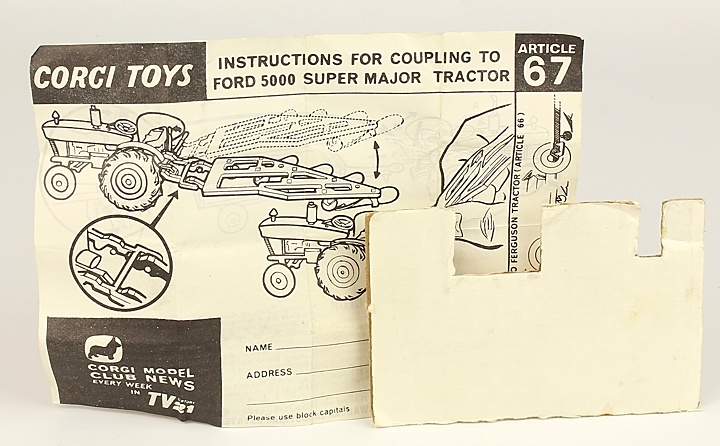 CORGI TOYS
INSTRUCTIONS FOR COUPLING TO
FORD 5000 SUPER MAJOR TRACTOR
ARTICLE
67
FERGUSON TRACTOR (ARTICLE 66)
CORGI MODEL
CLUB NEWS
EVERY WEEK
IN TV 21
NAME
ADDRESS
Please use block capitals